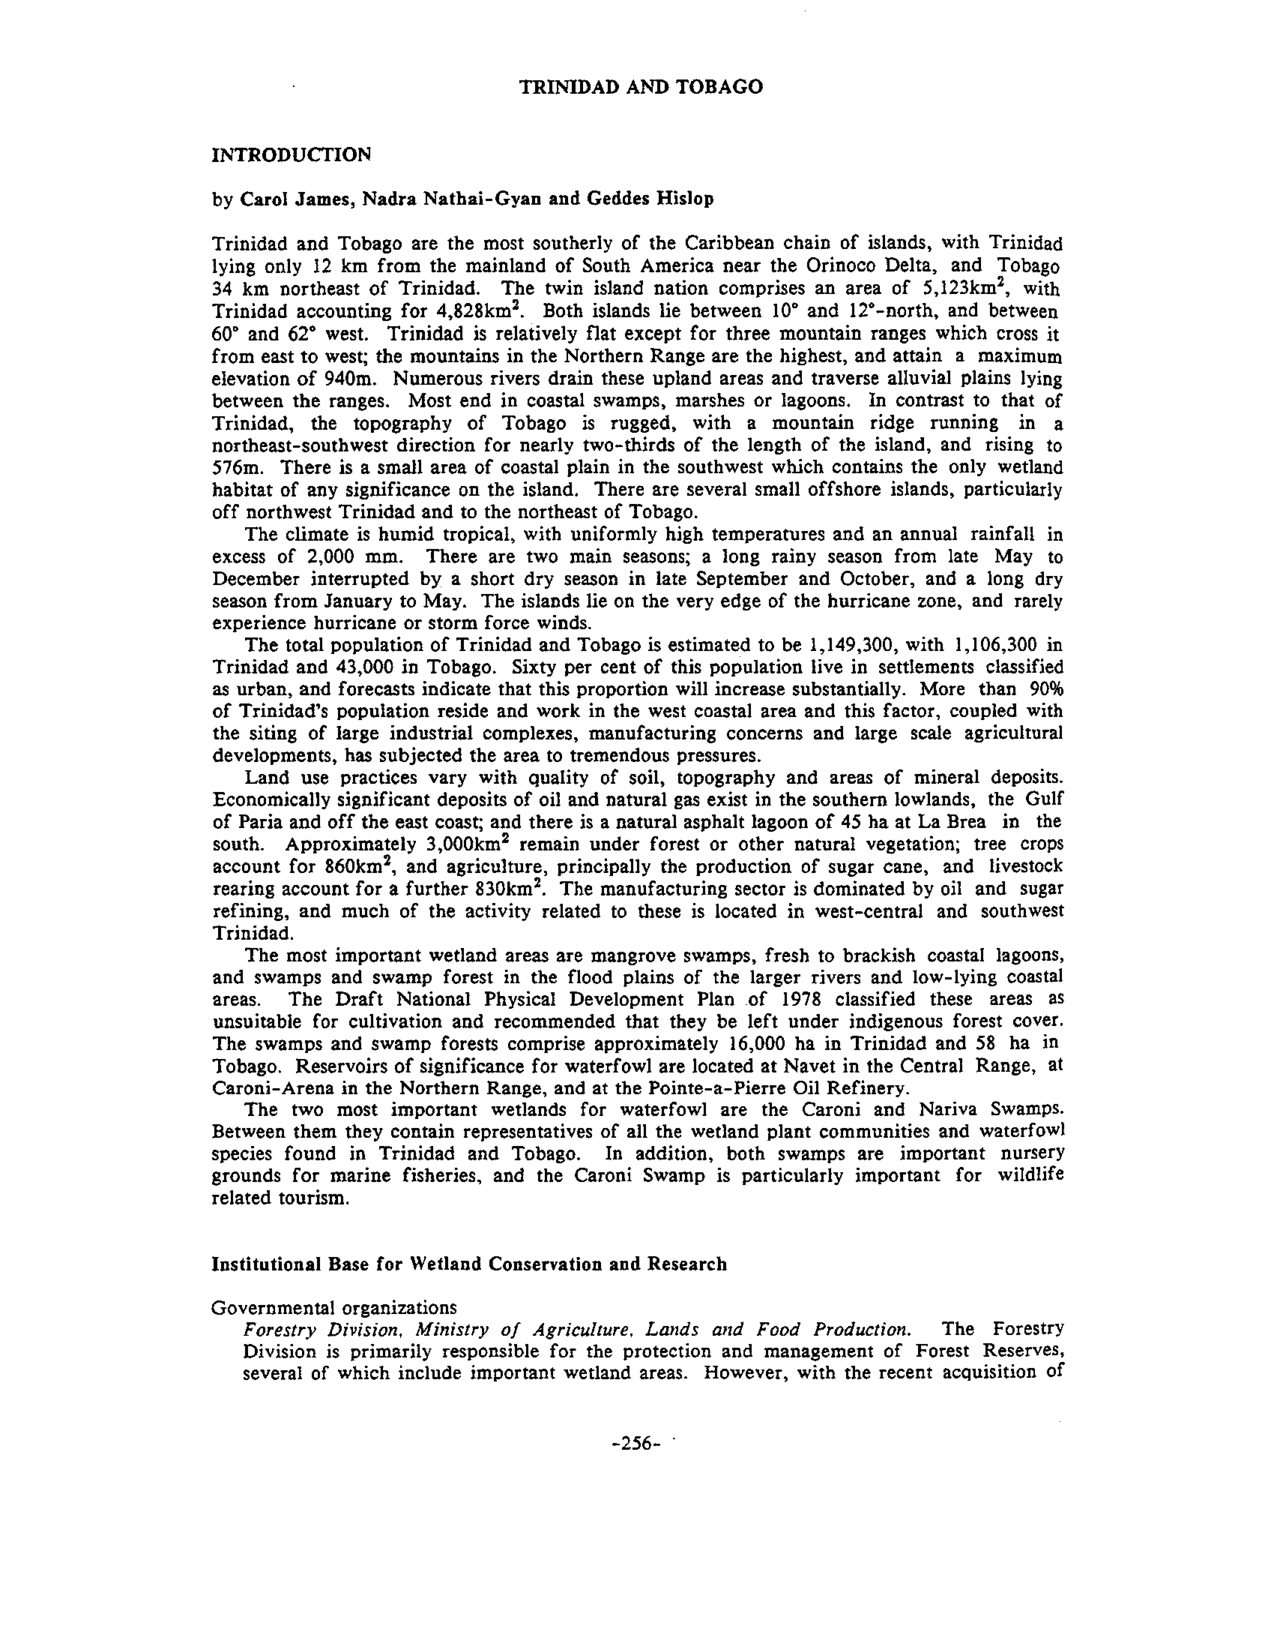 TRINIDAD AND TOBAGO
INTRODUCTION
by Carol James, Nadra Nathai-Gyan and Geddes Hislop
Trinidad and Tobago are the most southerly of the Caribbean chain of islands, with Trinidad
lying only 12 km from the mainland of South America near the Orinoco Delta, and Tobago
34 km northeast of Trinidad. The twin island nation comprises an area of 5,123km², with
Trinidad accounting for 4,828km². Both islands lie between 10° and 12°-north, and between
60° and 62° west. Trinidad is relatively flat except for three mountain ranges which cross it
from east to west; the mountains in the Northern Range are the highest, and attain a maximum
elevation of 940m. Numerous rivers drain these upland areas and traverse alluvial plains lying
between the ranges. Most end in coastal swamps, marshes or lagoons. In contrast to that of
Trinidad, the topography of Tobago is rugged, with a mountain ridge running in a
northeast-southwest direction for nearly two-thirds of the length of the island, and rising to
576m. There is a small area of coastal plain in the southwest which contains the only wetland
habitat of any significance on the island. There are several small offshore islands, particularly
off northwest Trinidad and to the northeast of Tobago.
The climate is humid tropical, with uniformly high temperatures and an annual rainfall in
excess of 2,000 mm. There are two main seasons; a long rainy season from late May to
December interrupted by a short dry season in late September and October, and a long dry
season from January to May. The islands lie on the very edge of the hurricane zone, and rarely
experience hurricane or storm force winds.
The total population of Trinidad and Tobago is estimated to be 1,149,300, with 1,106,300 in
Trinidad and 43,000 in Tobago. Sixty per cent of this population live in settlements classified
as urban, and forecasts indicate that this proportion will increase substantially. More than 90%
of Trinidad's population reside and work in the west coastal area and this factor, coupled with
the siting of large industrial complexes, manufacturing concerns and large scale agricultural
developments, has subjected the area to tremendous pressures.
Land use practices vary with quality of soil, topography and areas of mineral deposits.
Economically significant deposits of oil and natural gas exist in the southern lowlands, the Gulf
of Paria and off the east coast; and there is a natural asphalt lagoon of 45 ha at La Brea in the
south. Approximately 3,000km² remain under forest or other natural vegetation; tree crops
account for 860km², and agriculture, principally the production of sugar cane, and livestock
rearing account for a further 830km². The manufacturing sector is dominated by oil and sugar
refining, and much of the activity related to these is located in west-central and southwest
Trinidad.
The most important wetland areas are mangrove swamps, fresh to brackish coastal lagoons,
and swamps and swamp forest in the flood plains of the larger rivers and low-lying coastal
areas. The Draft National Physical Development Plan of 1978 classified these areas as
unsuitable for cultivation and recommended that they be left under indigenous forest cover.
The swamps and swamp forests comprise approximately 16,000 ha in Trinidad and 58 ha in
Tobago. Reservoirs of significance for waterfowl are located at Navet in the Central Range, at
Caroni-Arena in the Northern Range, and at the Pointe-a-Pierre Oil Refinery.
The two most important wetlands for waterfowl are the Caroni and Nariva Swamps.
Between them they contain representatives of all the wetland plant communities and waterfowl
species found in Trinidad and Tobago. In addition, both swamps are important nursery
grounds for marine fisheries, and the Caroni Swamp is particularly important for wildlife
related tourism.
Institutional Base for Wetland Conservation and Research
Governmental organizations
Forestry Division, Ministry of Agriculture, Lands and Food Production. The Forestry
Division is primarily responsible for the protection and management of Forest Reserves,
several of which include important wetland areas. However, with the recent acquisition of
-256-